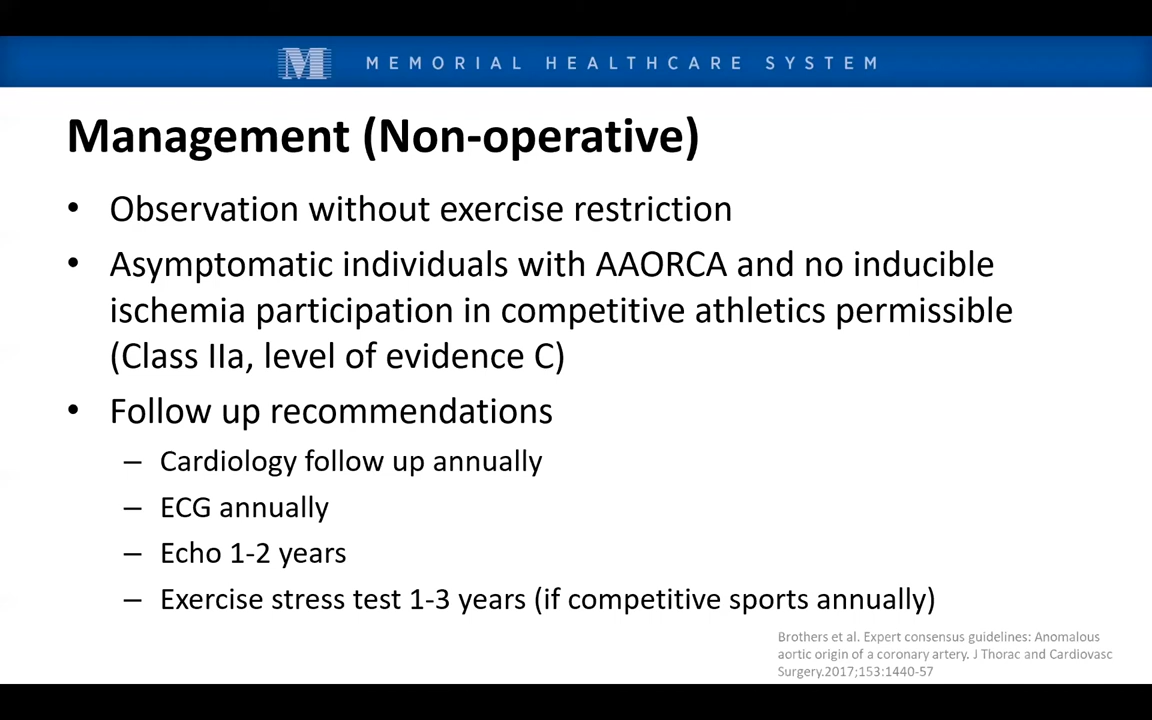 MEMORIAL HEALTHCARE SYSTEM
Management (Non-operative)
• Observation without exercise restriction
• Asymptomatic individuals with AAORCA and no inducible
ischemia participation in competitive athletics permissible
(Class IIa, level of evidence C)
• Follow up recommendations
– Cardiology follow up annually
– ECG annually
– Echo 1-2 years
– Exercise stress test 1-3 years (if competitive sports annually)
Brothers et al. Expert consensus guidelines: Anomalous
aortic origin of a coronary artery. J Thorac and Cardiovasc
Surgery.2017;153:1440-57